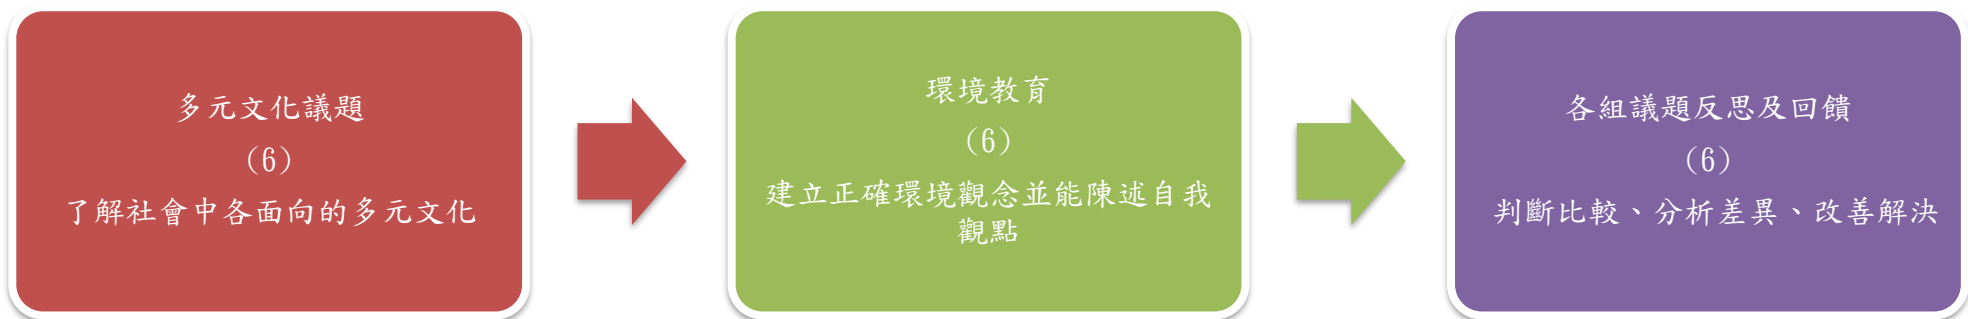 多元文化議題
(6)
了解社會中各面向的多元文化
環境教育
(6)
建立正確環境觀念並能陳述自我
觀點
各組議題反思及回饋
(6)
判斷比較、分析差異、改善解決